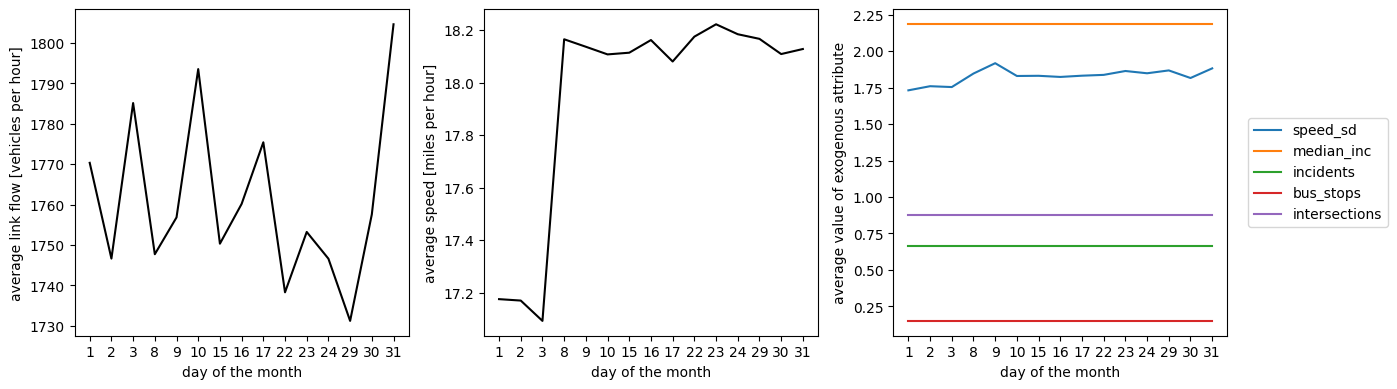 average link flow [vehicles per hour]
1800
1790
1780
1770
1760
1750
1740
1730
1 2 3 8 9 10 15 16 17 22 23 24 29 30 31
day of the month
average speed [miles per hour]
18.2
18.0
17.8
17.6
17.4
17.2
1 2 3 8 9 10 15 16 17 22 23 24 29 30 31
day of the month
average value of exogenous attribute
2.25
2.00
1.75
1.50
1.25
1.00
0.75
0.50
0.25
1 2 3 8 9 10 15 16 17 22 23 24 29 30 31
day of the month
speed_sd
median_inc
incidents
bus_stops
intersections